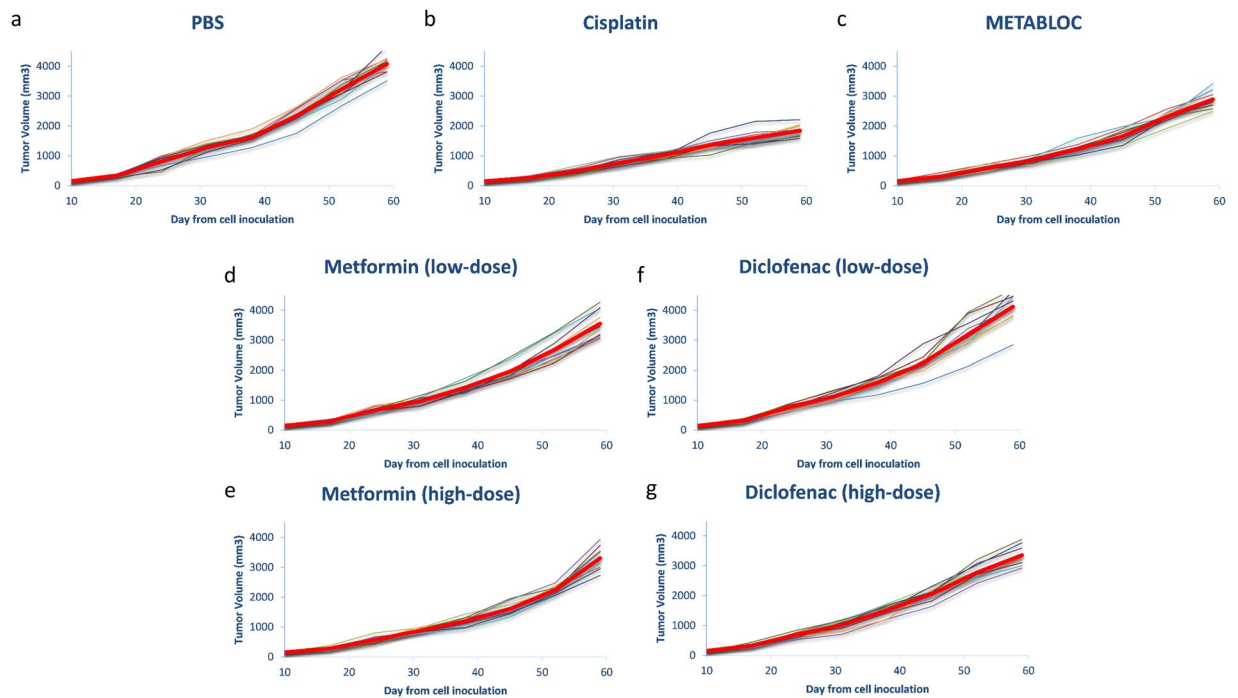 a
PBS
Tumor Volume (mm3)
4000
3000
2000
1000
0
10 20 30 40 50 60
Day from cell inoculation
b
Cisplatin
Tumor Volume (mm3)
4000
3000
2000
1000
0
10 20 30 40 50 60
Day from cell inoculation
c
METABLOC
Tumor Volume (mm3)
4000
3000
2000
1000
0
10 20 30 40 50 60
Day from cell inoculation
d
Metformin (low-dose)
Tumor Volume (mm3)
4000
3000
2000
1000
0
10 20 30 40 50 60
Day from cell inoculation
f
Diclofenac (low-dose)
Tumor Volume (mm3)
4000
3000
2000
1000
0
10 20 30 40 50 60
Day from cell inoculation
e
Metformin (high-dose)
Tumor Volume (mm3)
4000
3000
2000
1000
0
10 20 30 40 50 60
Day from cell inoculation
g
Diclofenac (high-dose)
Tumor Volume (mm3)
4000
3000
2000
1000
0
10 20 30 40 50 60
Day from cell inoculation